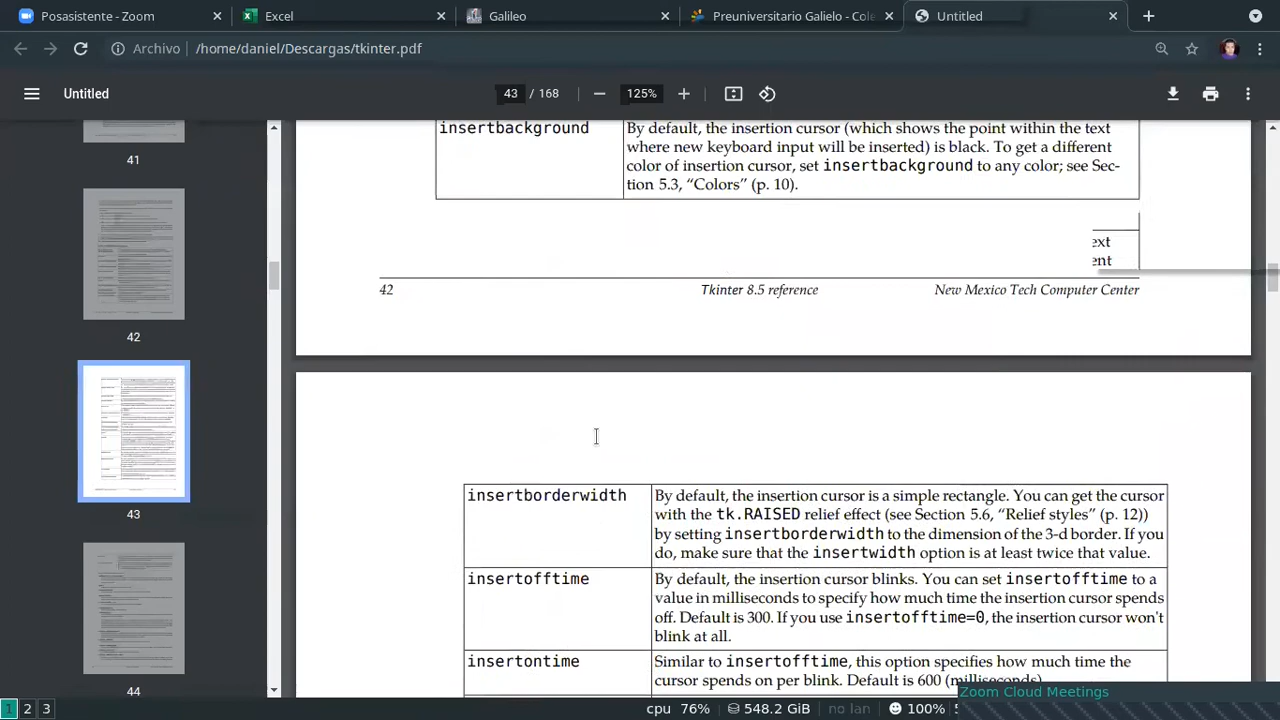 Posasistente - Zoom
Excel
Galileo
Preuniversitario Galielo - Cole
Untitled
Archivo
/home/daniel/Descargas/tkinter.pdf
Untitled
43 / 168
125%
41
42
43
44
insertbackground
By default, the insertion cursor (which shows the point within the text
where new keyboard input will be inserted) is black. To get a different
color of insertion cursor, set insertbackground to any color; see Sec-
tion 5.3, “Colors” (p. 10).
ext
ent
42
Tkinter 8.5 reference
New Mexico Tech Computer Center
insertborderwidth
By default, the insertion cursor is a simple rectangle. You can get the cursor
with the tk.RAISED relief effect (see Section 5.6, “Relief styles” (p. 12))
by setting insertborderwidth to the dimension of the 3-d border. If you
do, make sure that the insertwidth option is at least twice that value.
insertofftime
By default, the insertion cursor blinks. You can set insertofftime to a
value in milliseconds to specify how much time the insertion cursor spends
off. Default is 300. If you use insertofftime=0, the insertion cursor won't
blink at all.
insertontime
Similar to insertofftime, this option specifies how much time the
cursor spends on per blink. Default is 600 (milliseconds).
Zoom Cloud Meetings
1 2 3
cpu 76%
548.2 GiB
no lan
100%